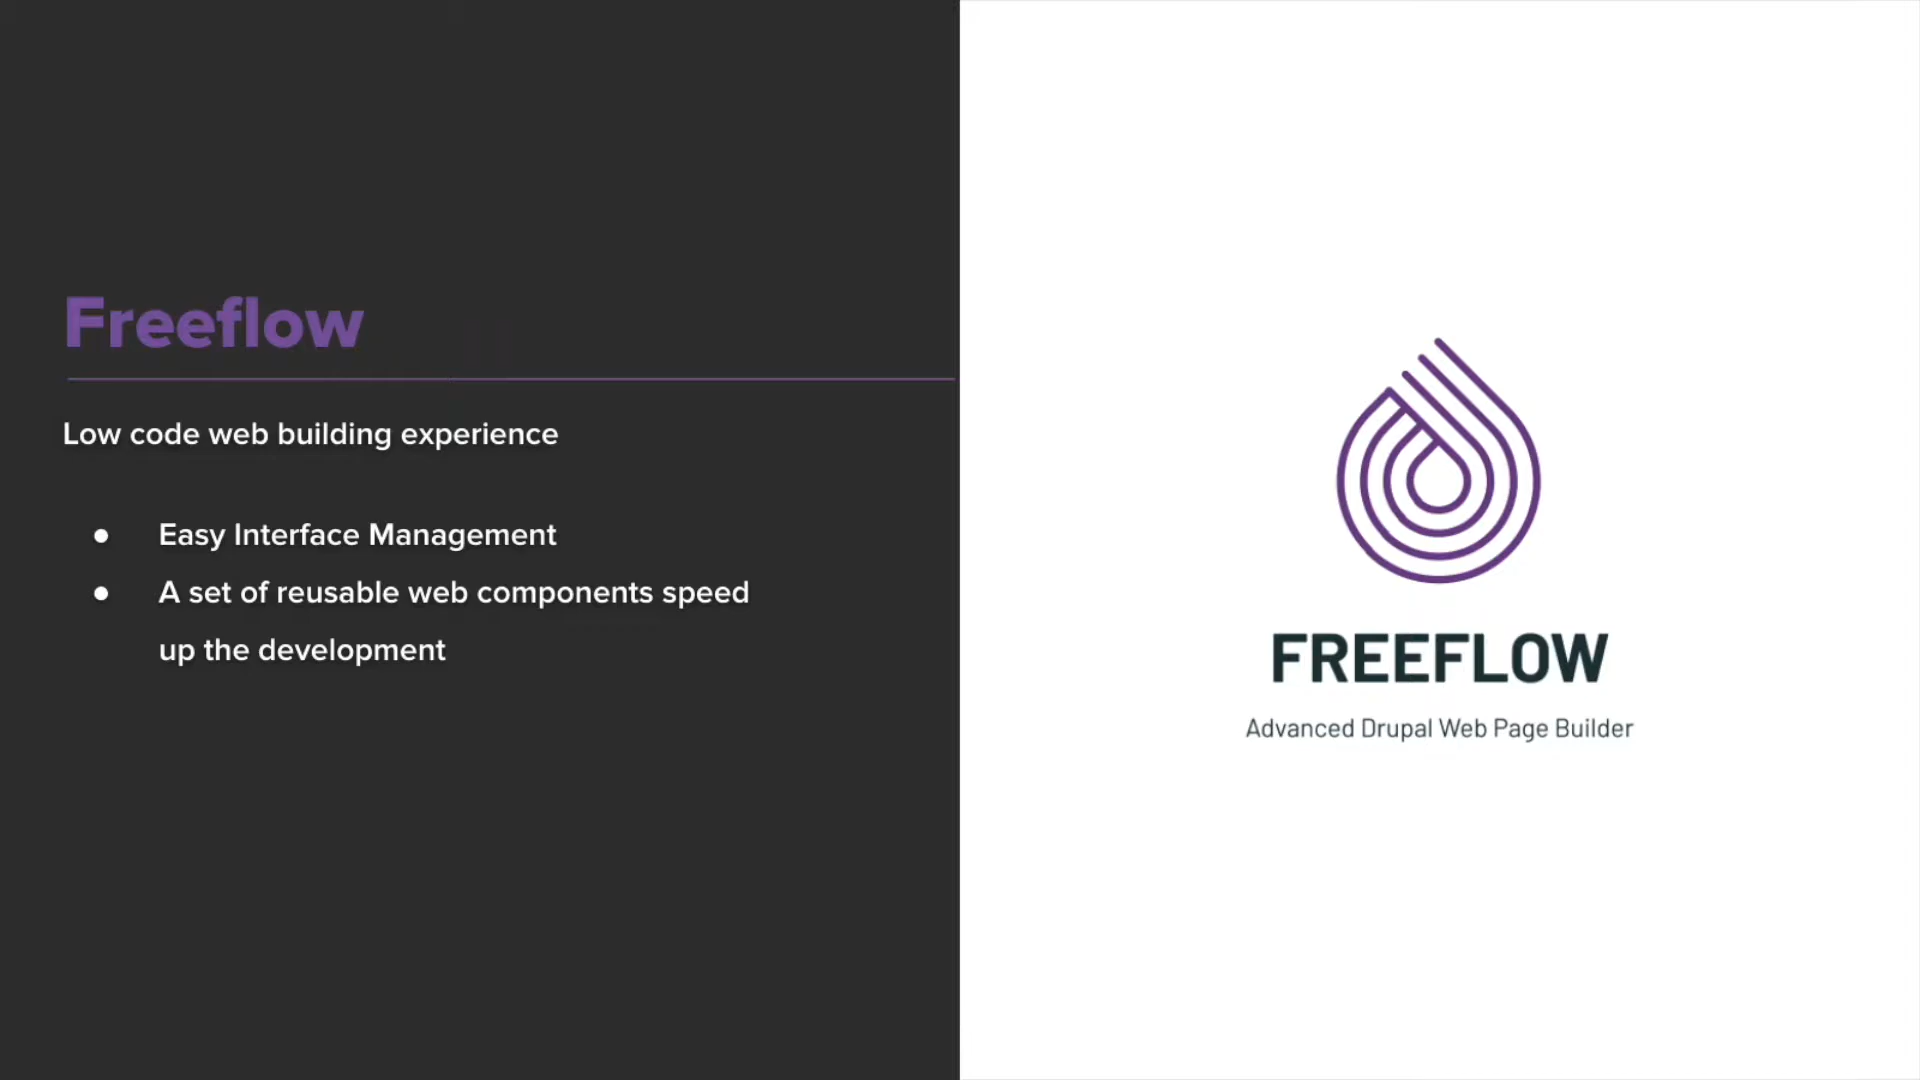 Freeflow
Low code web building experience
● Easy Interface Management
● A set of reusable web components speed
up the development
FREEFLOW
Advanced Drupal Web Page Builder